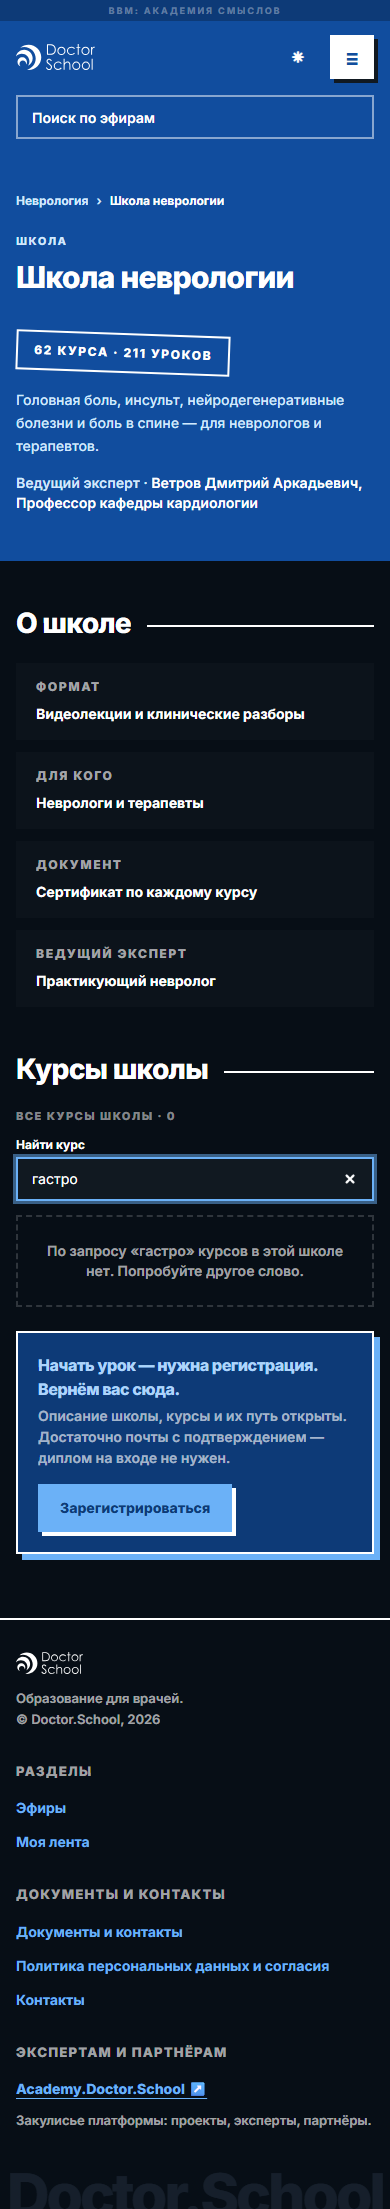 ВВМ: АКАДЕМИЯ СМЫСЛОВ
Doctor
School
Поиск по эфирам
Неврология › Школа неврологии
ШКОЛА
Школа неврологии
62 КУРСА · 211 УРОКОВ
Головная боль, инсульт, нейродегенеративные
болезни и боль в спине — для неврологов и
терапевтов.
Ведущий эксперт · Ветров Дмитрий Аркадьевич,
Профессор кафедры кардиологии
О школе
ФОРМАТ
Видеолекции и клинические разборы
ДЛЯ КОГО
Неврологи и терапевты
ДОКУМЕНТ
Сертификат по каждому курсу
ВЕДУЩИЙ ЭКСПЕРТ
Практикующий невролог
Курсы школы
ВСЕ КУРСЫ ШКОЛЫ · 0
Найти курс
гастро
По запросу «гастро» курсов в этой школе
нет. Попробуйте другое слово.
Начать урок — нужна регистрация.
Вернём вас сюда.
Описание школы, курсы и их путь открыты.
Достаточно почты с подтверждением —
диплом на входе не нужен.
Зарегистрироваться
Doctor
School
Образование для врачей.
© Doctor.School, 2026
РАЗДЕЛЫ
Эфиры
Моя лента
ДОКУМЕНТЫ И КОНТАКТЫ
Документы и контакты
Политика персональных данных и согласия
Контакты
ЭКСПЕРТАМ И ПАРТНЁРАМ
Academy.Doctor.School ↗
Закулисье платформы: проекты, эксперты, партнёры.
Doctor.School